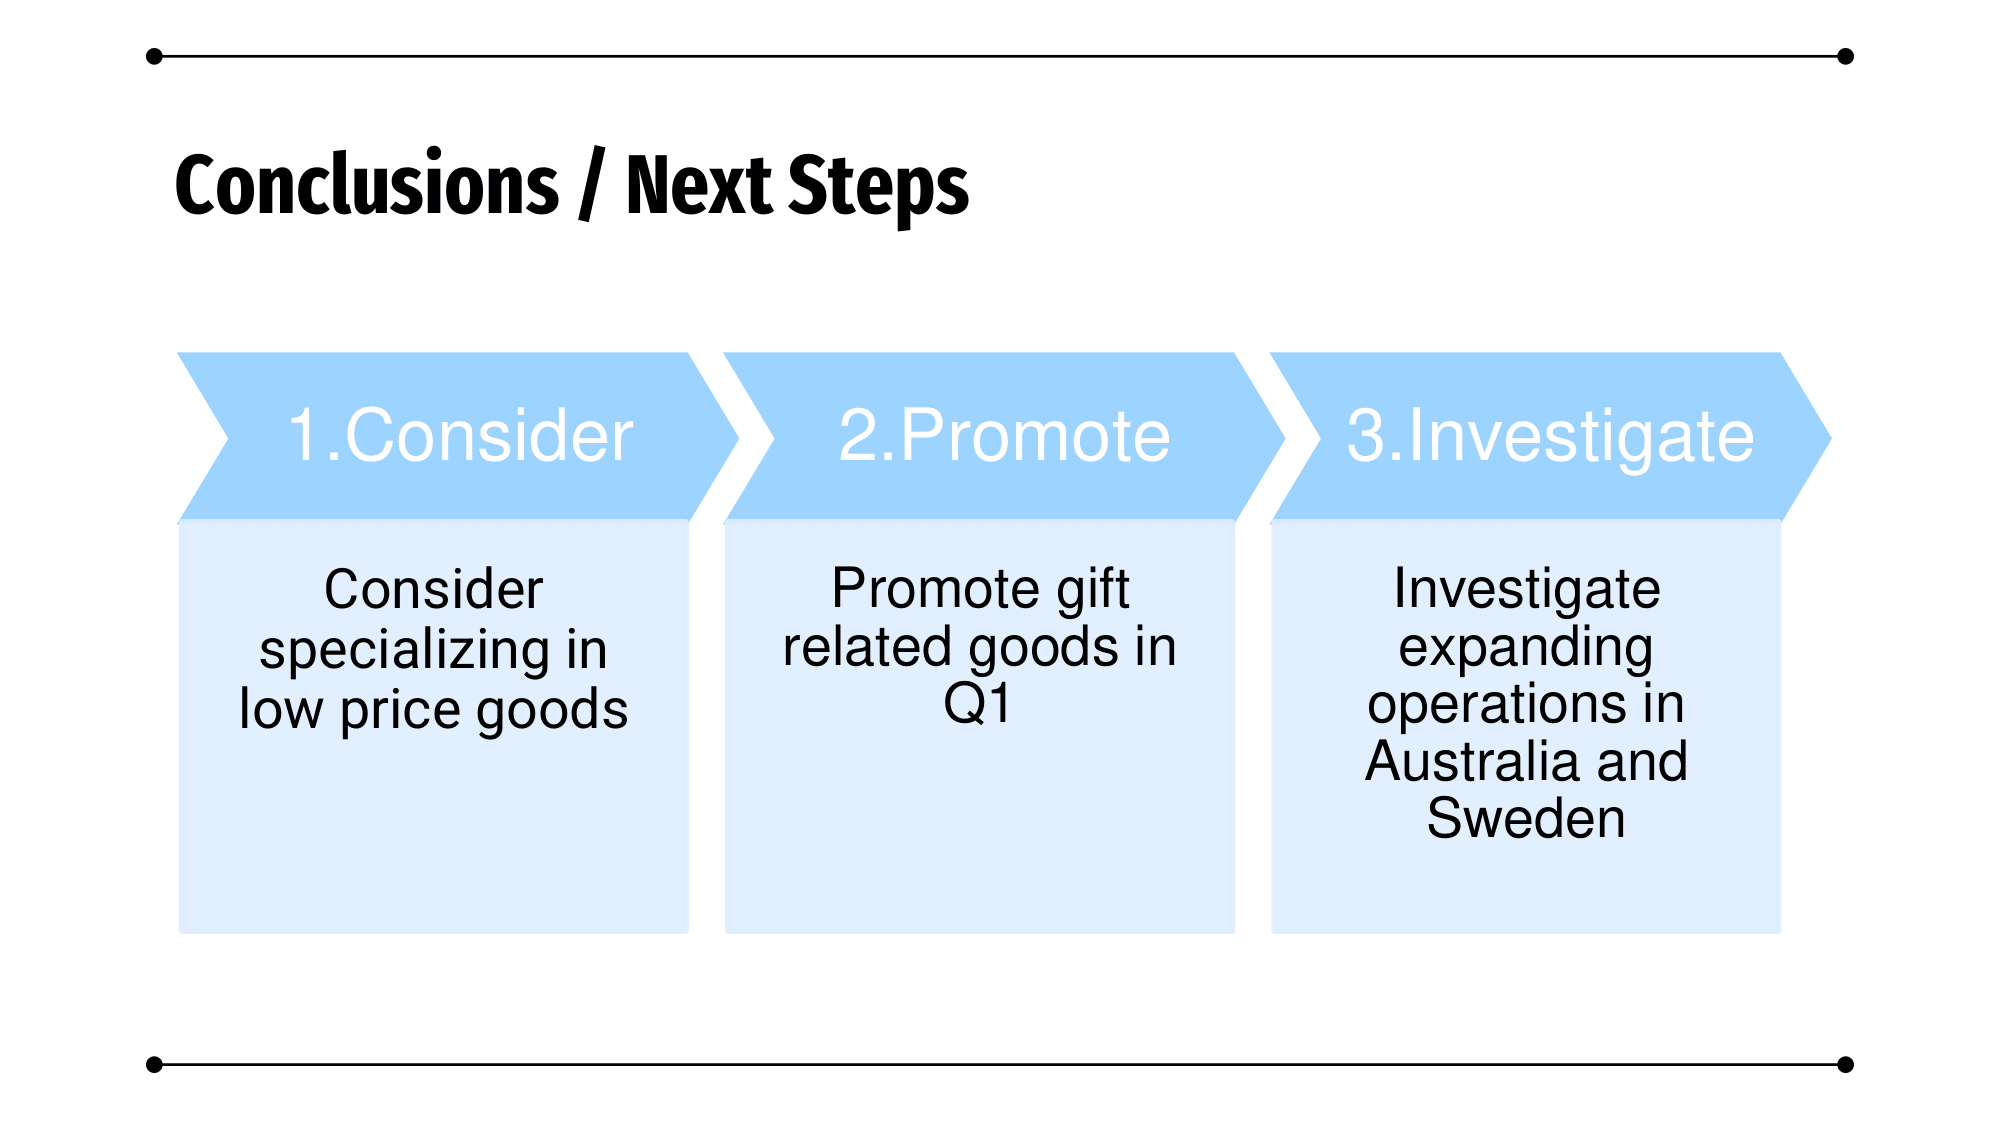 Conclusions / Next Steps
1.Consider
Consider
specializing in
low price goods
2.Promote
Promote gift
related goods in
Q1
3.Investigate
Investigate
expanding
operations in
Australia and
Sweden